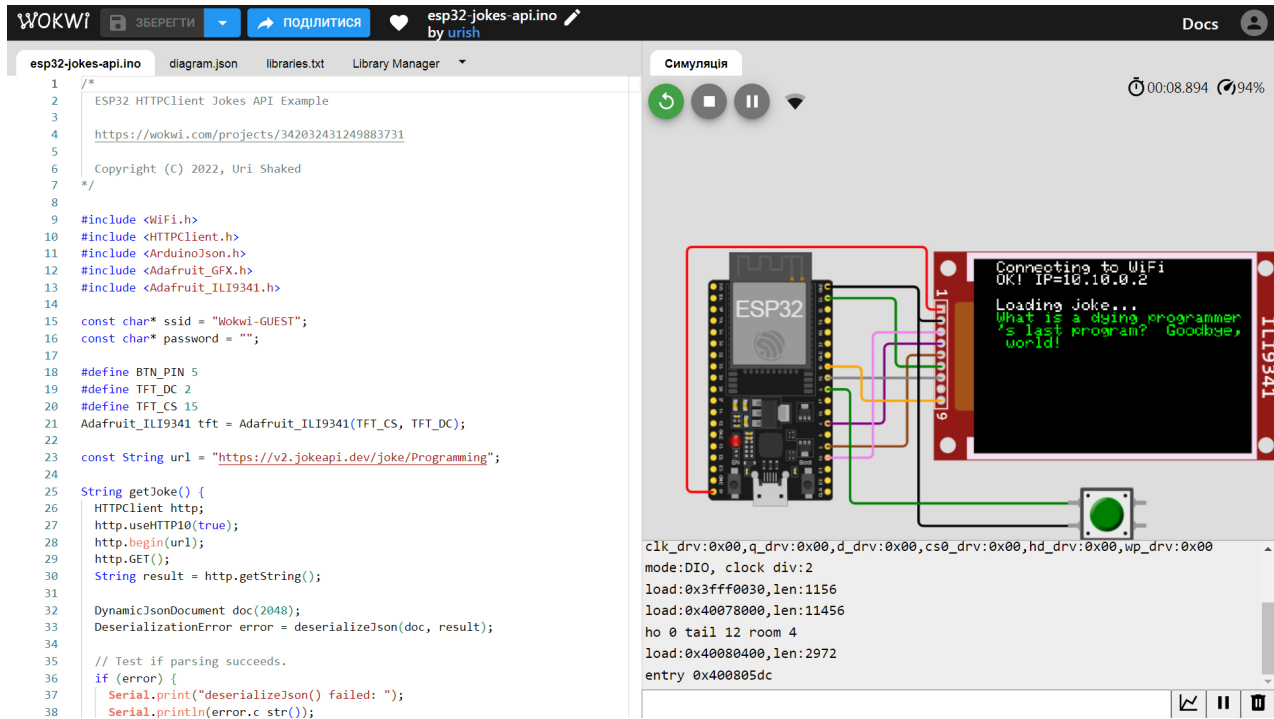 WOKWI
ЗБЕРЕГТИ
ПОДІЛИТИСЯ
esp32-jokes-api.ino
by urish
Docs
esp32-jokes-api.ino
diagram.json
libraries.txt
Library Manager
1 /*
2 ESP32 HTTPClient Jokes API Example
3
4 https://wokwi.com/projects/342032431249883731
5
6 Copyright (C) 2022, Uri Shaked
7 */
8
9 #include <WiFi.h>
10 #include <HTTPClient.h>
11 #include <ArduinoJson.h>
12 #include <Adafruit_GFX.h>
13 #include <Adafruit_ILI9341.h>
14
15 const char* ssid = "Wokwi-GUEST";
16 const char* password = "";
17
18 #define BTN_PIN 5
19 #define TFT_DC 2
20 #define TFT_CS 15
21 Adafruit_ILI9341 tft = Adafruit_ILI9341(TFT_CS, TFT_DC);
22
23 const String url = "https://v2.jokeapi.dev/joke/Programming";
24
25 String getJoke() {
26 HTTPClient http;
27 http.useHTTP10(true);
28 http.begin(url);
29 http.GET();
30 String result = http.getString();
31
32 DynamicJsonDocument doc(2048);
33 DeserializationError error = deserializeJson(doc, result);
34
35 // Test if parsing succeeds.
36 if (error) {
37 Serial.print("deserializeJson() failed: ");
38 Serial.println(error.c_str());
Симуляція
00:08.894
94%
ESP32
EN
Boot
1
9
ILI9341
Connecting to WiFi
OK! IP=10.10.0.2
Loading joke...
What is a dying programmer
's last program? Goodbye,
world!
clk_drv:0x00,q_drv:0x00,d_drv:0x00,cs0_drv:0x00,hd_drv:0x00,wp_drv:0x00
mode:DIO, clock div:2
load:0x3fff0030,len:1156
load:0x40078000,len:11456
ho 0 tail 12 room 4
load:0x40080400,len:2972
entry 0x400805dc